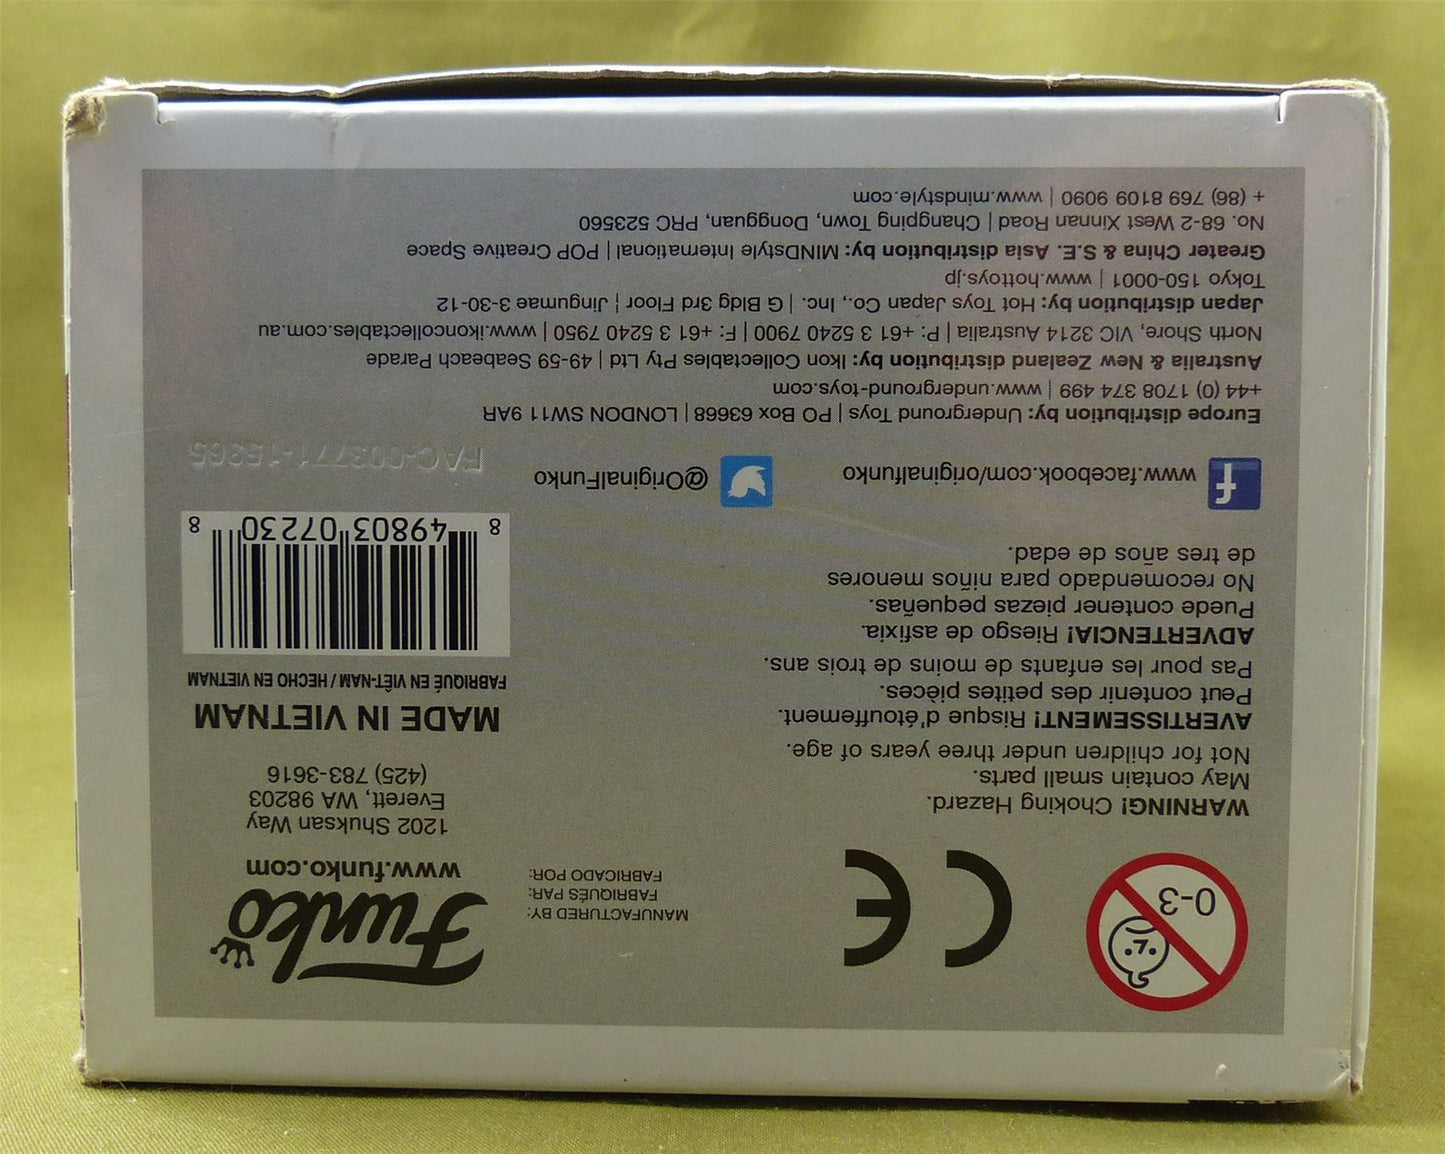 0-3
CE
MANUFACTURED BY:
FABRIQUÉS PAR:
FABRICADO POR:
Funko
www.funko.com
1202 Shuksan Way
Everett, WA 98203
(425) 783-3616
WARNING! Choking Hazard.
May contain small parts.
Not for children under three years of age.
AVERTISSEMENT! Risque d'étouffement.
Peut contenir des petites pièces.
Pas pour les enfants de moins de trois ans.
ADVERTENCIA! Riesgo de asfixia.
Puede contener piezas pequeñas.
No recomendado para niños menores
de tres años de edad.
MADE IN VIETNAM
FABRIQUÉ EN VIÊT-NAM / HECHO EN VIETNAM
8 49803 07230 8
www.facebook.com/originalfunko
@OriginalFunko
FAC-003771-15365
Europe distribution by: Underground Toys | PO Box 63668 | LONDON SW11 9AR
+44 (0) 1708 374 499 | www.underground-toys.com
Australia & New Zealand distribution by: Ikon Collectables Pty Ltd | 49-59 Seabeach Parade
North Shore, VIC 3214 Australia | P: +61 3 5240 7900 | F: +61 3 5240 7950 | www.ikoncollectables.com.au
Japan distribution by: Hot Toys Japan Co., Inc. | G Bldg 3rd Floor | Jingumae 3-30-12
Tokyo 150-0001 | www.hottoys.jp
Greater China & S.E. Asia distribution by: MINDstyle International | POP Creative Space
No. 68-2 West Xinnan Road | Changping Town, Dongguan, PRC 523560
+ (86) 769 8109 9090 | www.mindstyle.com